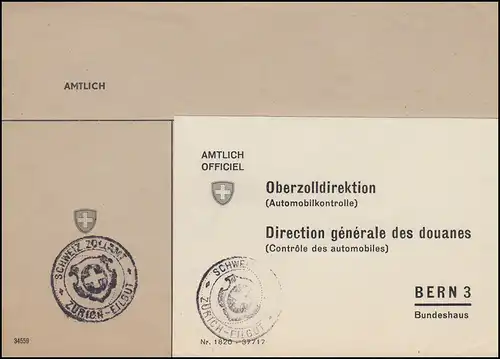 AMTLICH
SCHWEIZ ZOLLAMT
ZÜRICH-EILGUT
34559
AMTLICH
OFFICIEL
Oberzolldirektion
(Automobilkontrolle)
Direction générale des douanes
(Contrôle des automobiles)
BERN 3
Bundeshaus
SCHWEIZ
ZÜRICH-EILGUT
Nr. 1820 - 37717